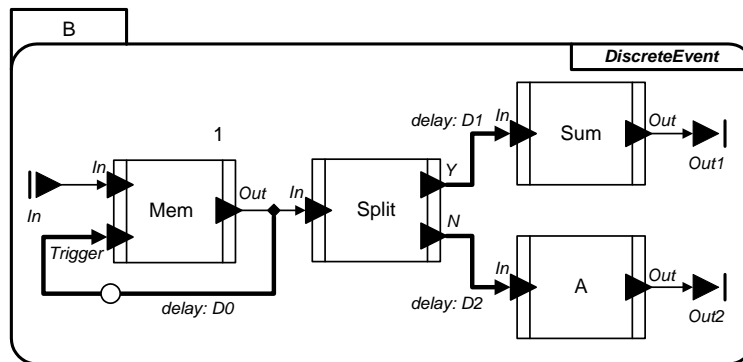 B
DiscreteEvent
delay: D1
In
Sum
Out
Out1
1
In
In
Mem
Out
In
Split
Y
N
Trigger
delay: D0
delay: D2
In
A
Out
Out2